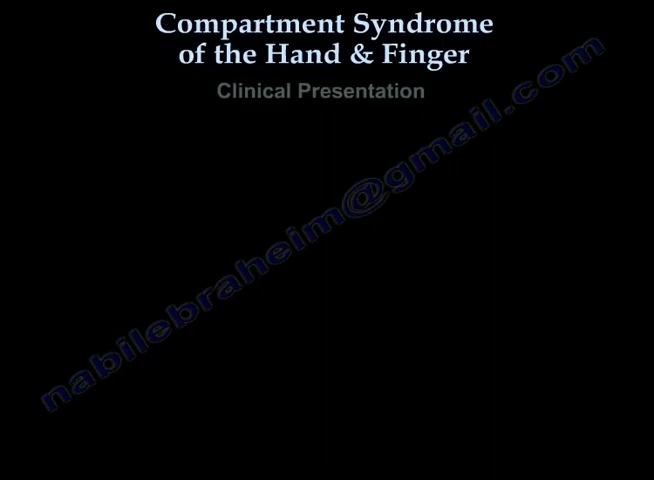 Compartment Syndrome
of the Hand & Finger
Clinical Presentation
nabilebraheim@gmail.com